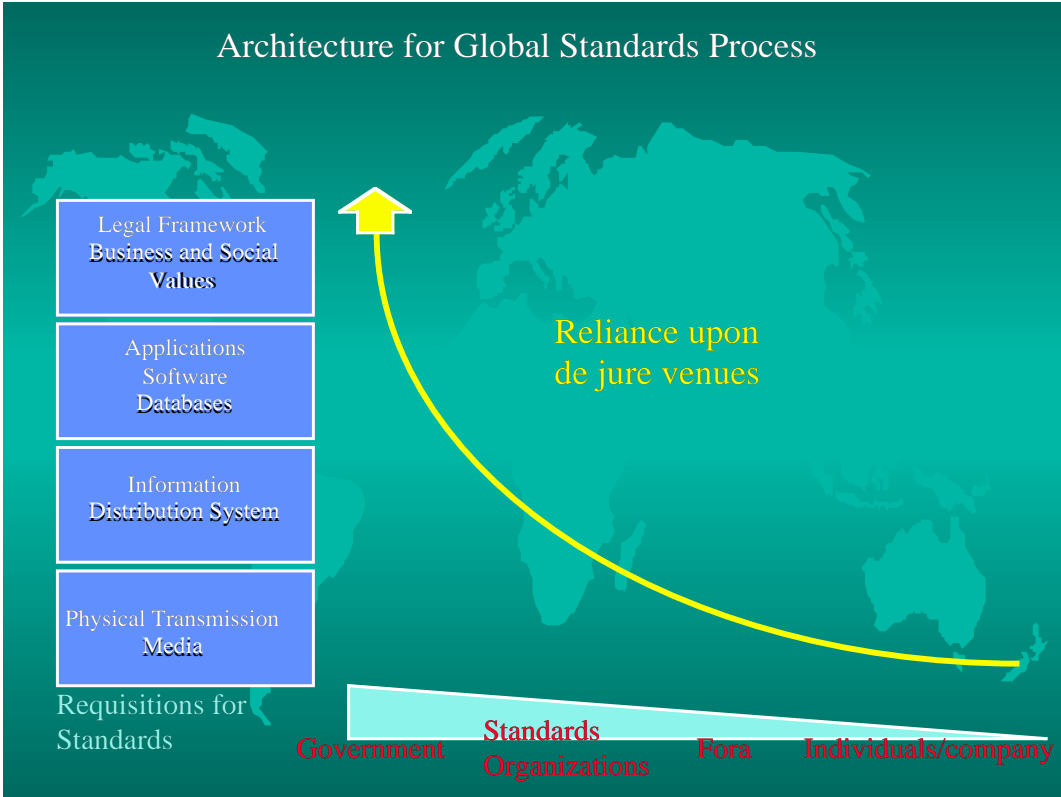 Architecture for Global Standards Process
Legal Framework
Business and Social
Values
Applications
Software
Databases
Information
Distribution System
Physical Transmission
Media
Requisitions for
Standards
Reliance upon
de jure venues
Government
Standards
Organizations
Fora
Individuals/company